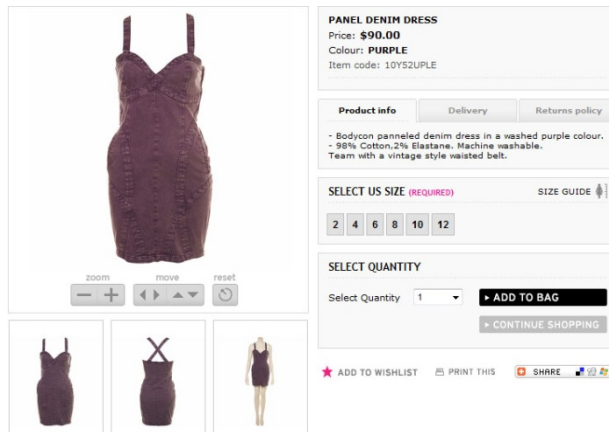 PANEL DENIM DRESS
Price: $90.00
Colour: PURPLE
Item code: 10Y52UPLE
Product info Delivery Returns policy
- Bodycon panneled denim dress in a washed purple colour.
- 98% Cotton,2% Elastane. Machine washable.
Team with a vintage style waisted belt.
SELECT US SIZE (REQUIRED) SIZE GUIDE
2 4 6 8 10 12
SELECT QUANTITY
Select Quantity 1 ADD TO BAG
CONTINUE SHOPPING
zoom move reset
ADD TO WISHLIST PRINT THIS SHARE